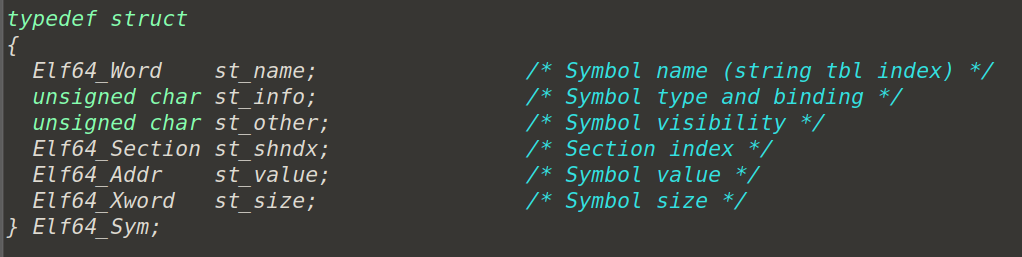 typedef struct
{
  Elf64_Word    st_name;                /* Symbol name (string tbl index) */
  unsigned char st_info;                /* Symbol type and binding */
  unsigned char st_other;               /* Symbol visibility */
  Elf64_Section st_shndx;               /* Section index */
  Elf64_Addr    st_value;               /* Symbol value */
  Elf64_Xword   st_size;                /* Symbol size */
} Elf64_Sym;